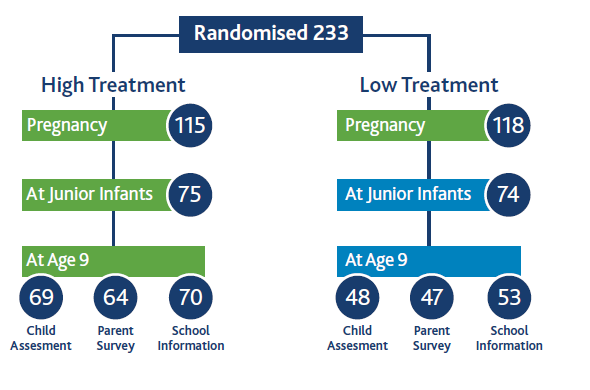 Randomised 233
High Treatment
Pregnancy 115
At Junior Infants 75
At Age 9
69 64 70
Child Parent School
Assesment Survey Information
Low Treatment
Pregnancy 118
At Junior Infants 74
At Age 9
48 47 53
Child Parent School
Assesment Survey Information